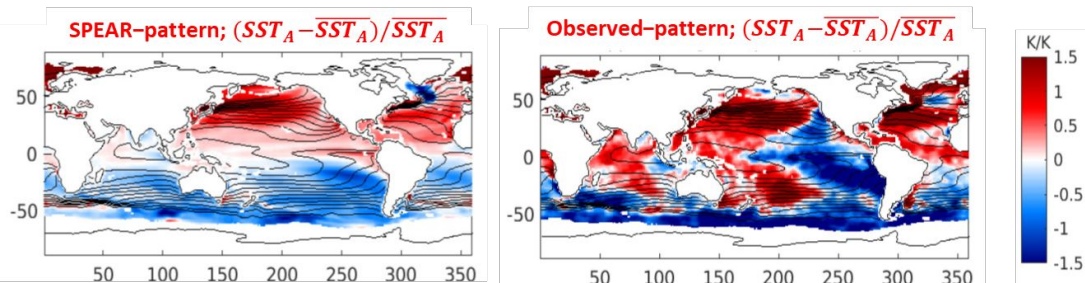 SPEAR–pattern; (SST_A−\overline{SST_A})/\overline{SST_A}
Observed–pattern; (SST_A−\overline{SST_A})/\overline{SST_A}
K/K
1.5
1
0.5
0
-0.5
-1
-1.5
50
0
-50
50 100 150 200 250 300 350
50
0
-50
50 100 150 200 250 300 350